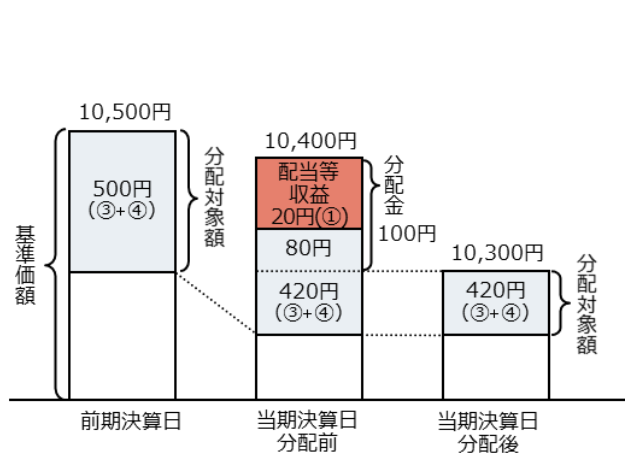 10,500円
500円
(③+④)
分配対象額
基準価額
前期決算日
10,400円
配当等
収益
20円(①)
80円
420円
(③+④)
分配金
100円
当期決算日
分配前
10,300円
420円
(③+④)
分配対象額
当期決算日
分配後